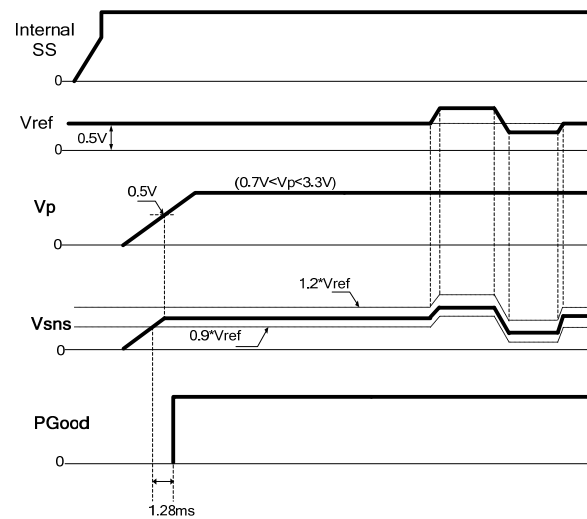 Internal
SS
0
Vref
0.5V
0
0.5V
(0.7V<Vp<3.3V)
Vp
0
1.2*Vref
Vsns
0.9*Vref
0
PGood
0
1.28ms